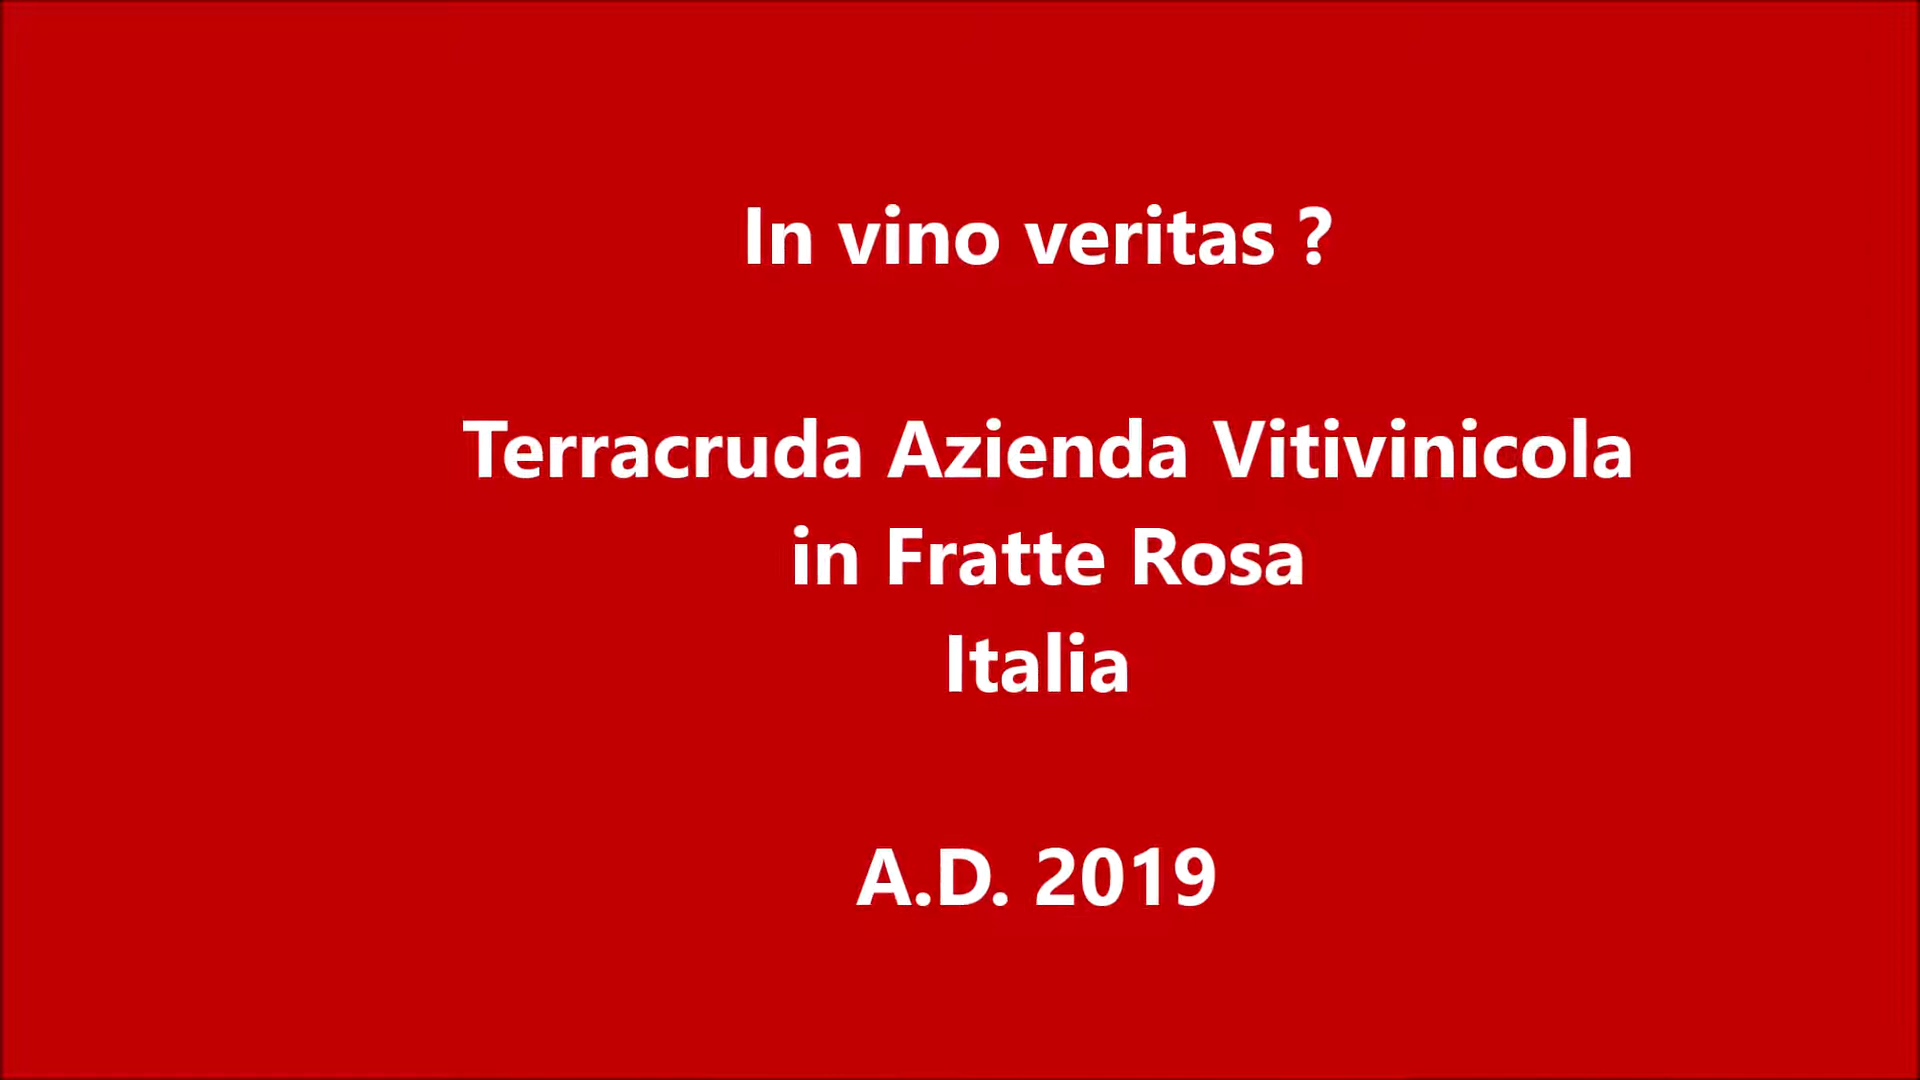 In vino veritas ?
Terracruda Azienda Vitivinicola
in Fratte Rosa
Italia
A.D. 2019